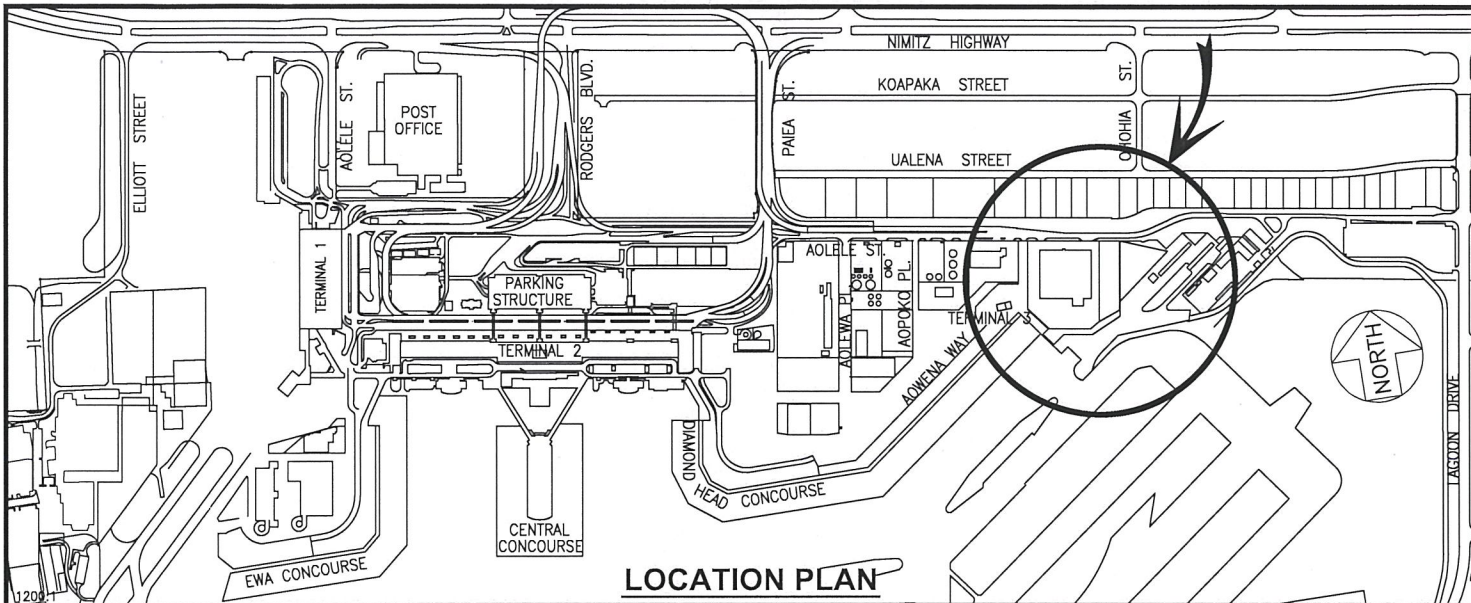 NIMITZ HIGHWAY
KOAPAKA STREET
UALENA STREET
ELLIOTT STREET
AOLELE ST.
POST
OFFICE
RODGERS BLVD.
PAIEA ST.
OHOHIA ST.
TERMINAL 1
PARKING
STRUCTURE
TERMINAL 2
AOLELE ST.
AOLEWA PL.
AOPOKO PL.
TERMINAL 3
AOWENA WAY
NORTH
LAGOON DRIVE
DIAMOND
HEAD CONCOURSE
CENTRAL
CONCOURSE
EWA CONCOURSE
LOCATION PLAN